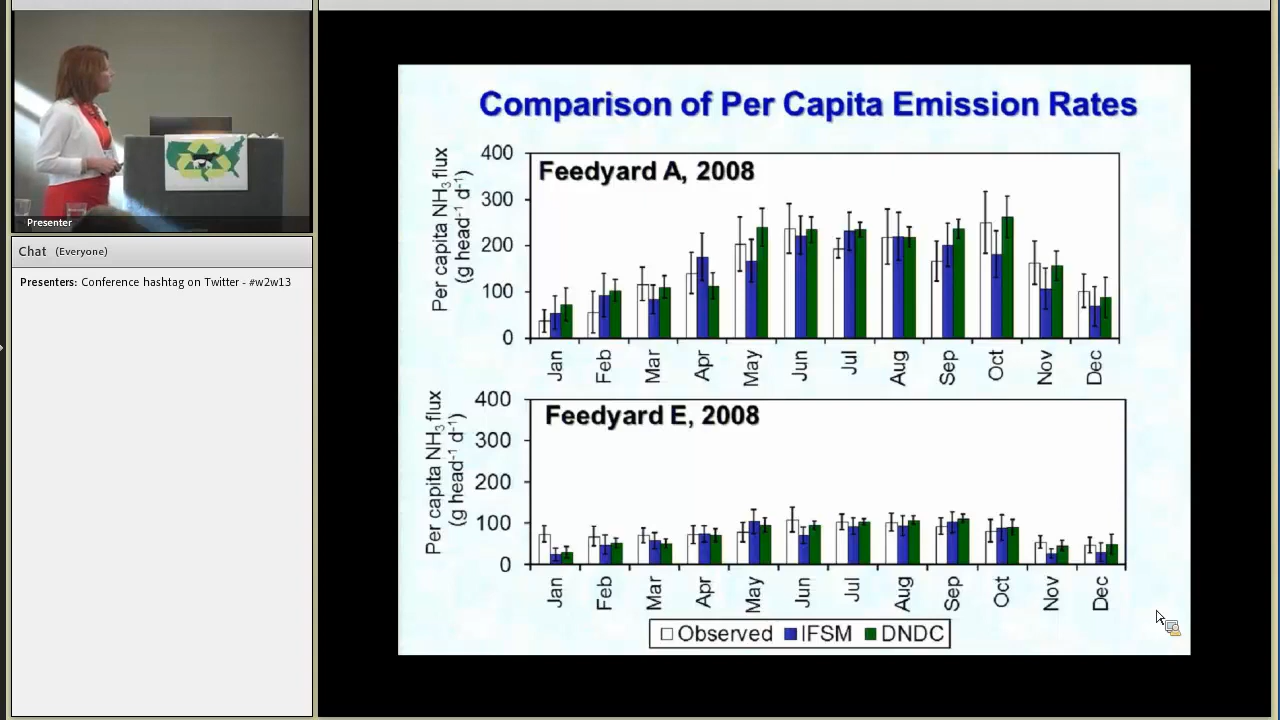 Presenter
Chat (Everyone)
Presenters: Conference hashtag on Twitter - #w2w13
Comparison of Per Capita Emission Rates
Feedyard A, 2008
Per capita NH3 flux
(g head-1 d-1)
400
300
200
100
0
Jan Feb Mar Apr May Jun Jul Aug Sep Oct Nov Dec
Feedyard E, 2008
Per capita NH3 flux
(g head-1 d-1)
400
300
200
100
0
Jan Feb Mar Apr May Jun Jul Aug Sep Oct Nov Dec
Observed IFSM DNDC